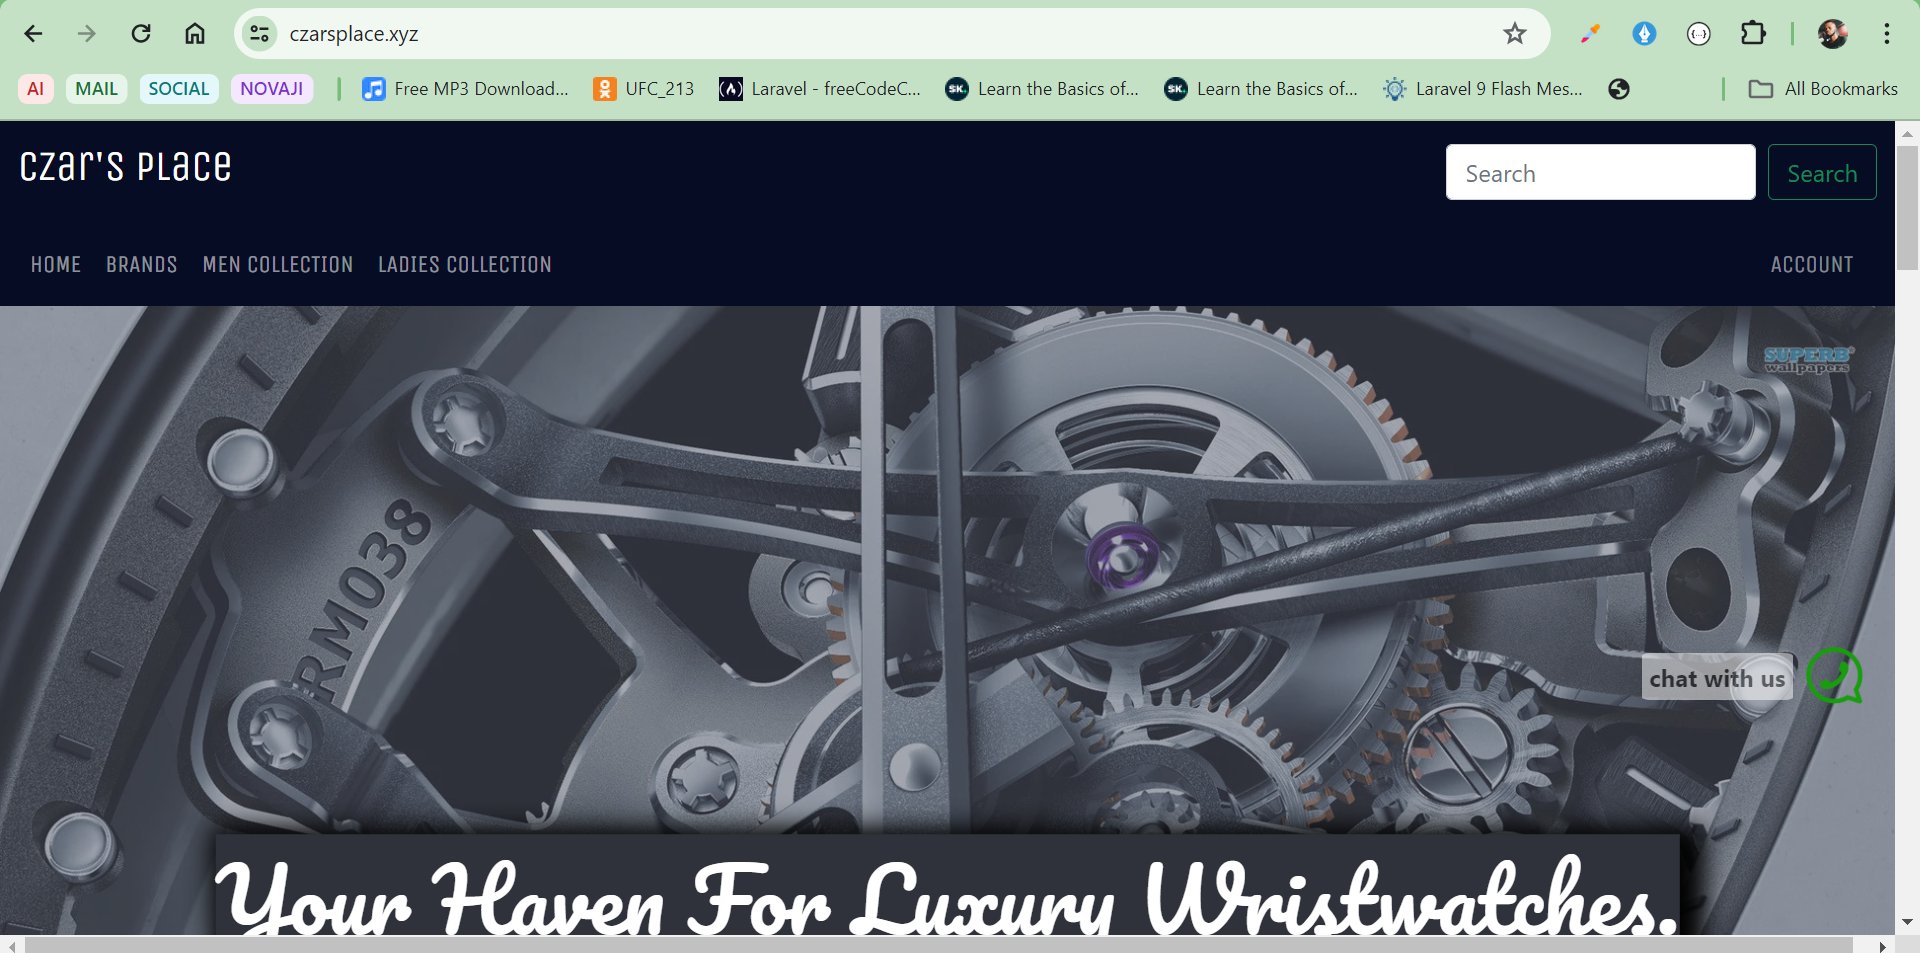 czarsplace.xyz
AI MAIL SOCIAL NOVAJI Free MP3 Download... UFC_213 Laravel - freeCodeC... SK. Learn the Basics of... SK. Learn the Basics of... Laravel 9 Flash Mes... All Bookmarks
czar's place
Search Search
HOME BRANDS MEN COLLECTION LADIES COLLECTION ACCOUNT
SUPERB®
wallpapers
RM038
chat with us
Your Haven For Luxury Wristwatches.